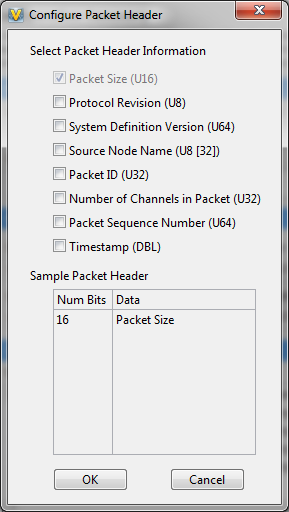 Configure Packet Header
Select Packet Header Information
Packet Size (U16)
Protocol Revision (U8)
System Definition Version (U64)
Source Node Name (U8 [32])
Packet ID (U32)
Number of Channels in Packet (U32)
Packet Sequence Number (U64)
Timestamp (DBL)
Sample Packet Header
Num Bits Data
16 Packet Size
OK Cancel